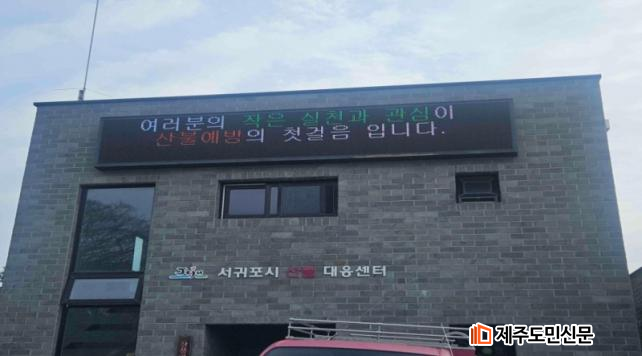 여러분의 작은 실천과 관심이
산불예방의 첫걸음 입니다.
서귀포시 산불 대응센터
제주도민신문